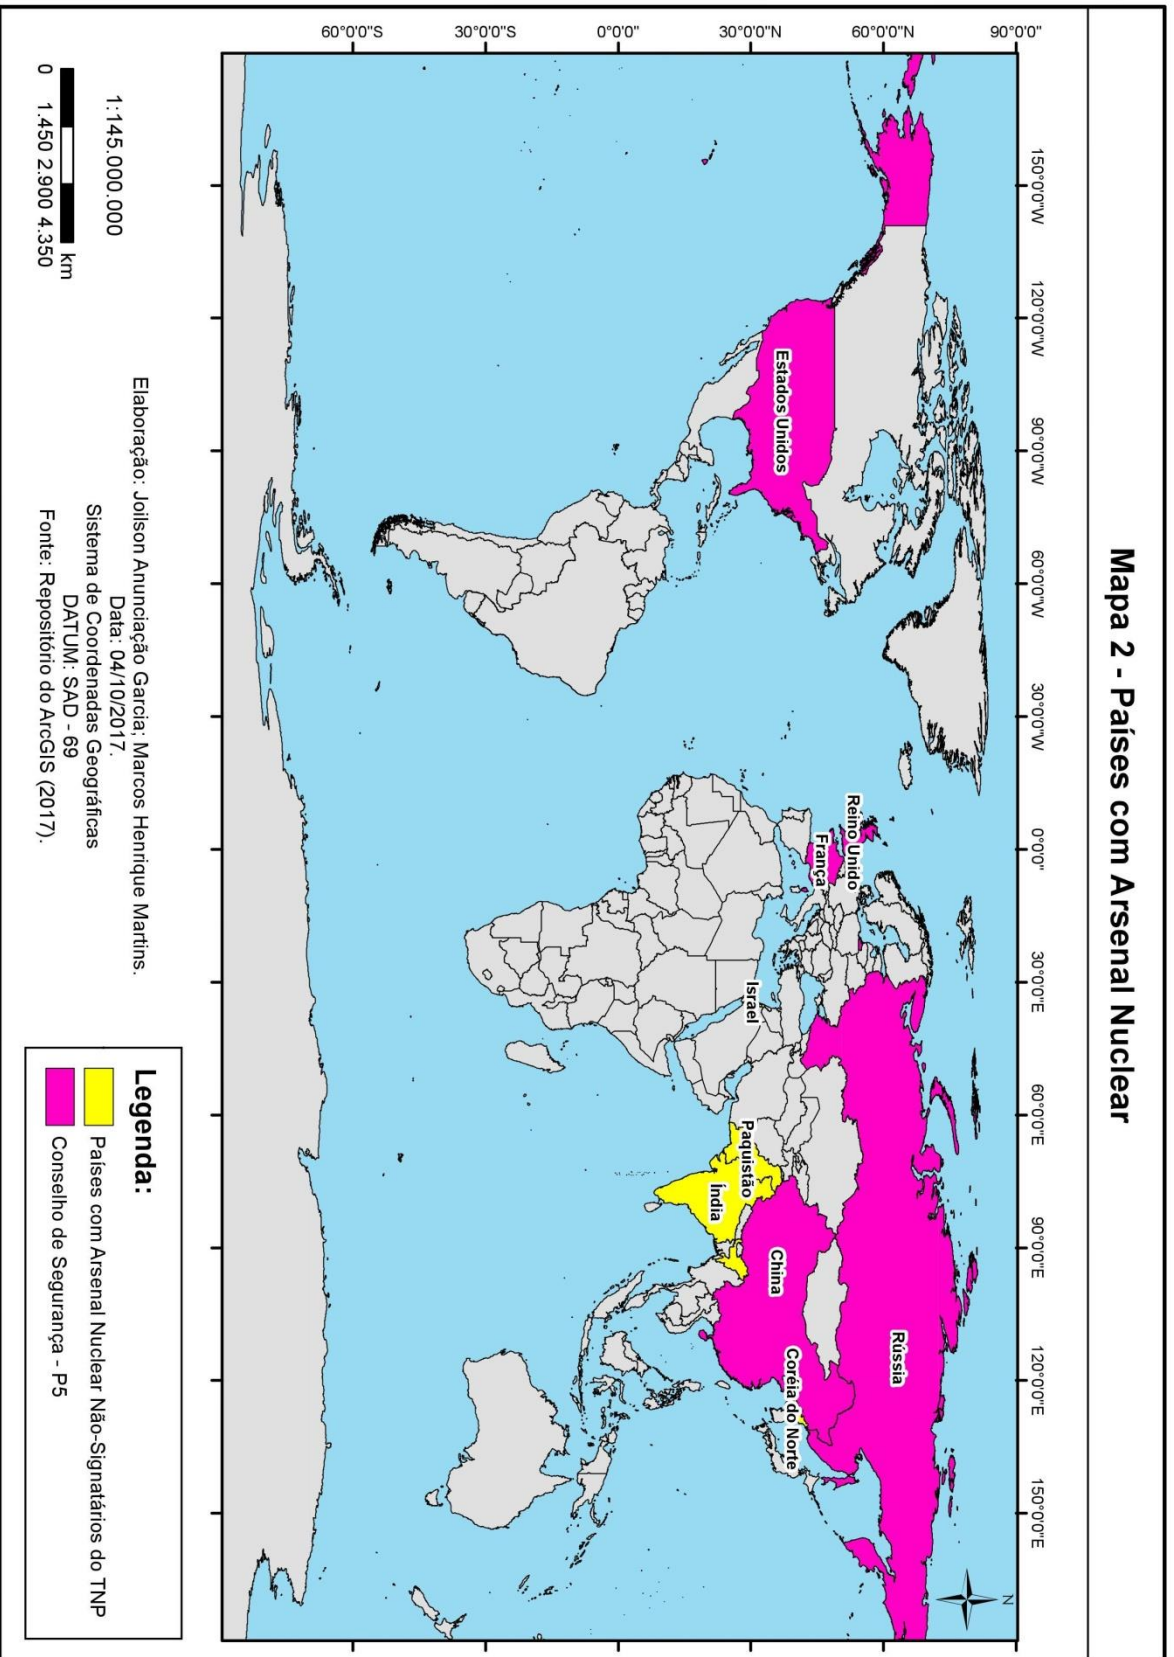 Mapa 2 - Países com Arsenal Nuclear
150°0'0"W 120°0'0"W 90°0'0"W 60°0'0"W 30°0'0"W 0°0'0" 30°0'0"E 60°0'0"E 90°0'0"E 120°0'0"E 150°0'0"E
90°0'0"N
60°0'0"N
30°0'0"N
0°0'0"
30°0'0"S
60°0'0"S
N
Rússia
Reino Unido
França
Estados Unidos
Coréia do Norte
China
Israel
Paquistão
Índia
1:145.000.000
km
0 1.450 2.900 4.350
Elaboração: Joilson Anunciação Garcia; Marcos Henrique Martins.
Data: 04/10/2017.
Sistema de Coordenadas Geográficas
DATUM: SAD - 69
Fonte: Repositório do ArcGIS (2017).
Legenda:
Países com Arsenal Nuclear Não-Signatários do TNP
Conselho de Segurança - P5